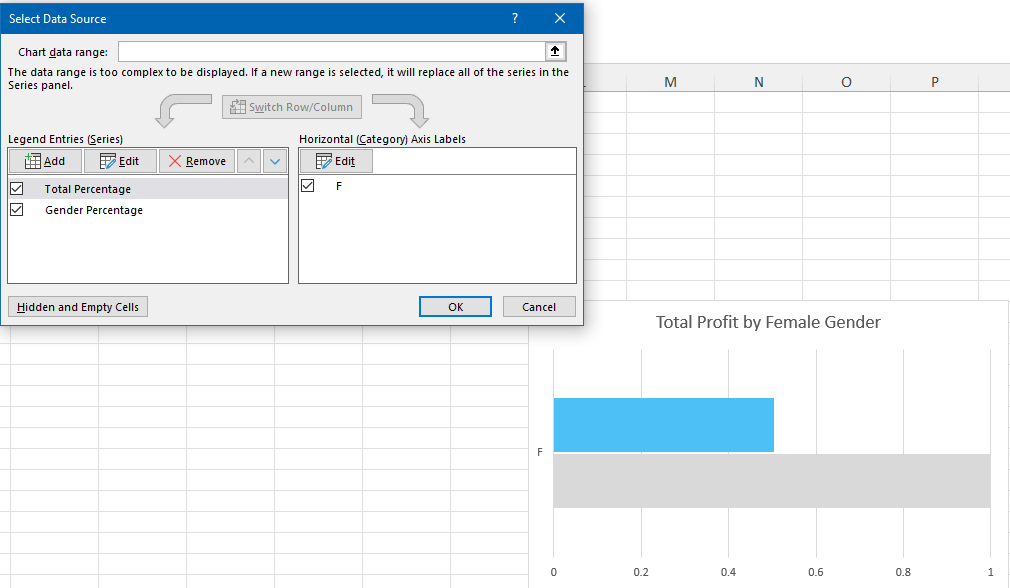 Select Data Source
?
Chart data range:
The data range is too complex to be displayed. If a new range is selected, it will replace all of the series in the
Series panel.
Switch Row/Column
Legend Entries (Series)
Add
Edit
Remove
Total Percentage
Gender Percentage
Horizontal (Category) Axis Labels
Edit
F
Hidden and Empty Cells
OK
Cancel
M N O P
Total Profit by Female Gender
F
0 0.2 0.4 0.6 0.8 1